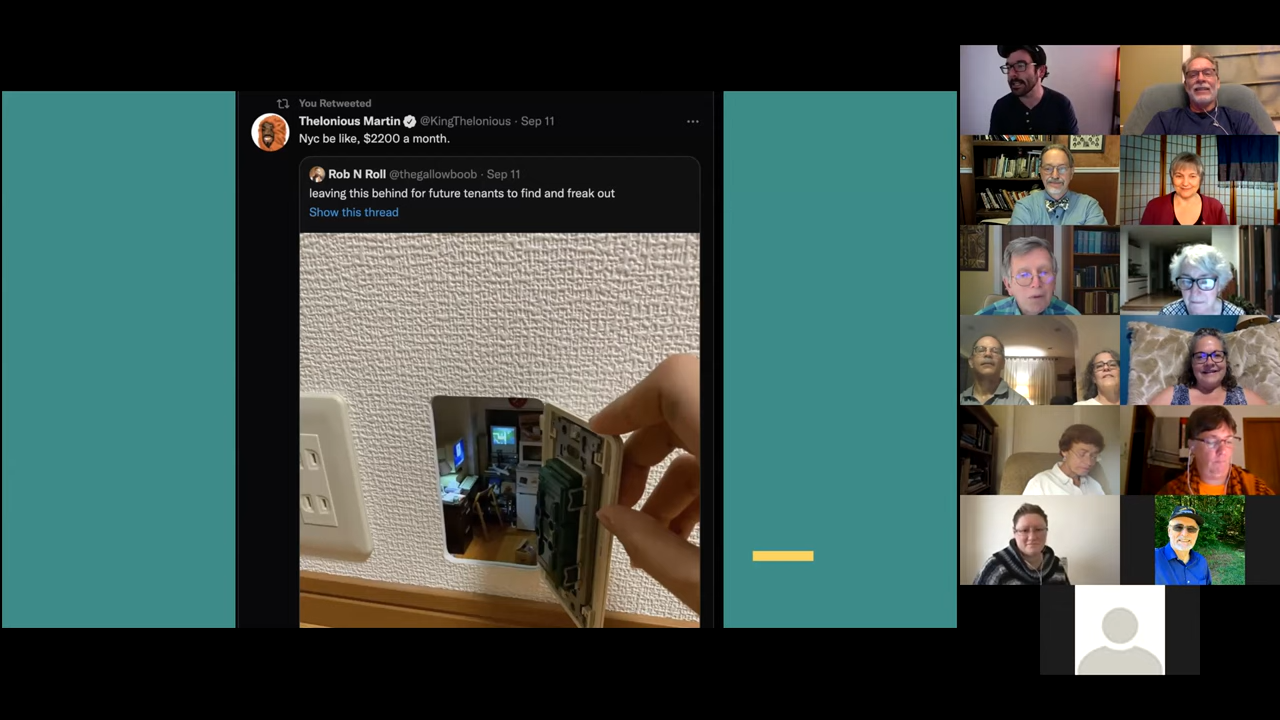 You Retweeted
Thelonious Martin @KingThelonious · Sep 11
Nyc be like, $2200 a month.
Rob N Roll @thegallowboob · Sep 11
leaving this behind for future tenants to find and freak out
Show this thread